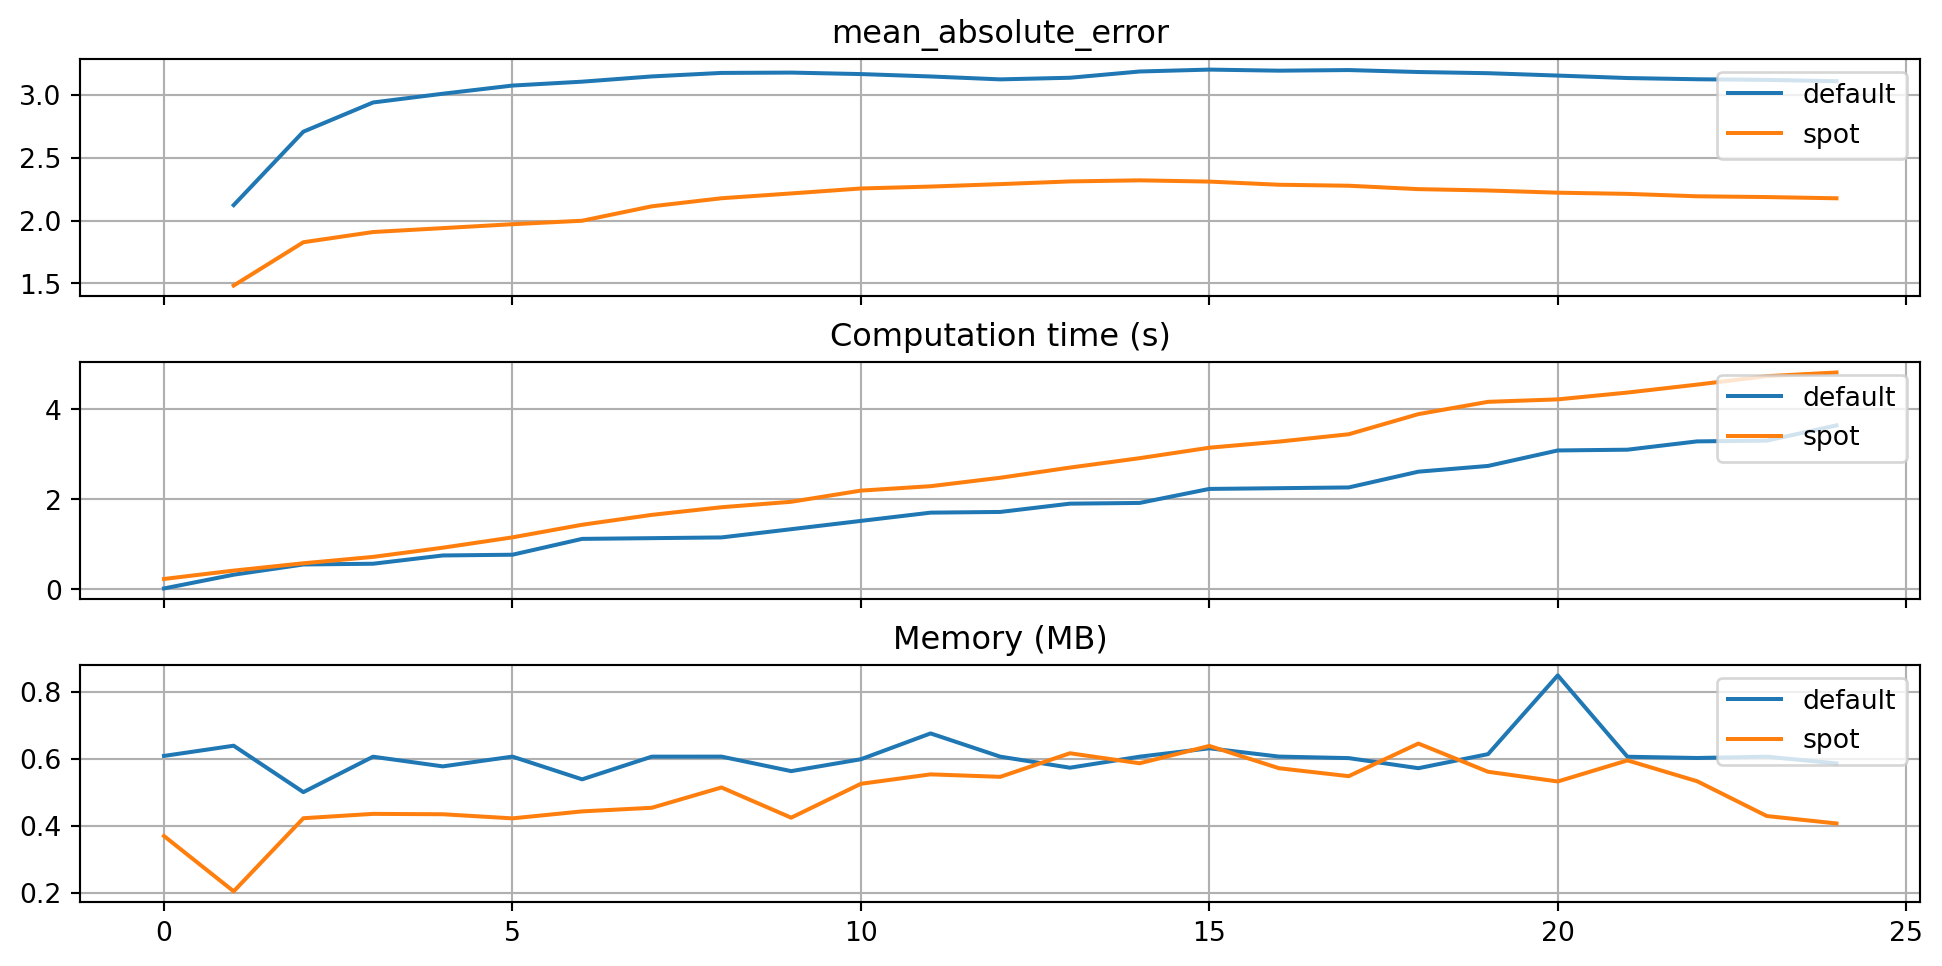 mean_absolute_error
3.0
2.5
2.0
1.5
default
spot
Computation time (s)
4
2
0
default
spot
Memory (MB)
0.8
0.6
0.4
0.2
default
spot
0 5 10 15 20 25